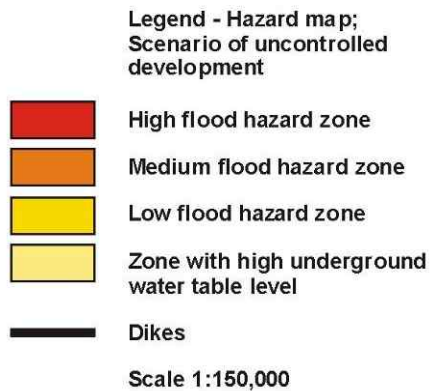 Legend - Hazard map;
Scenario of uncontrolled
development
High flood hazard zone
Medium flood hazard zone
Low flood hazard zone
Zone with high underground
water table level
Dikes
Scale 1:150,000